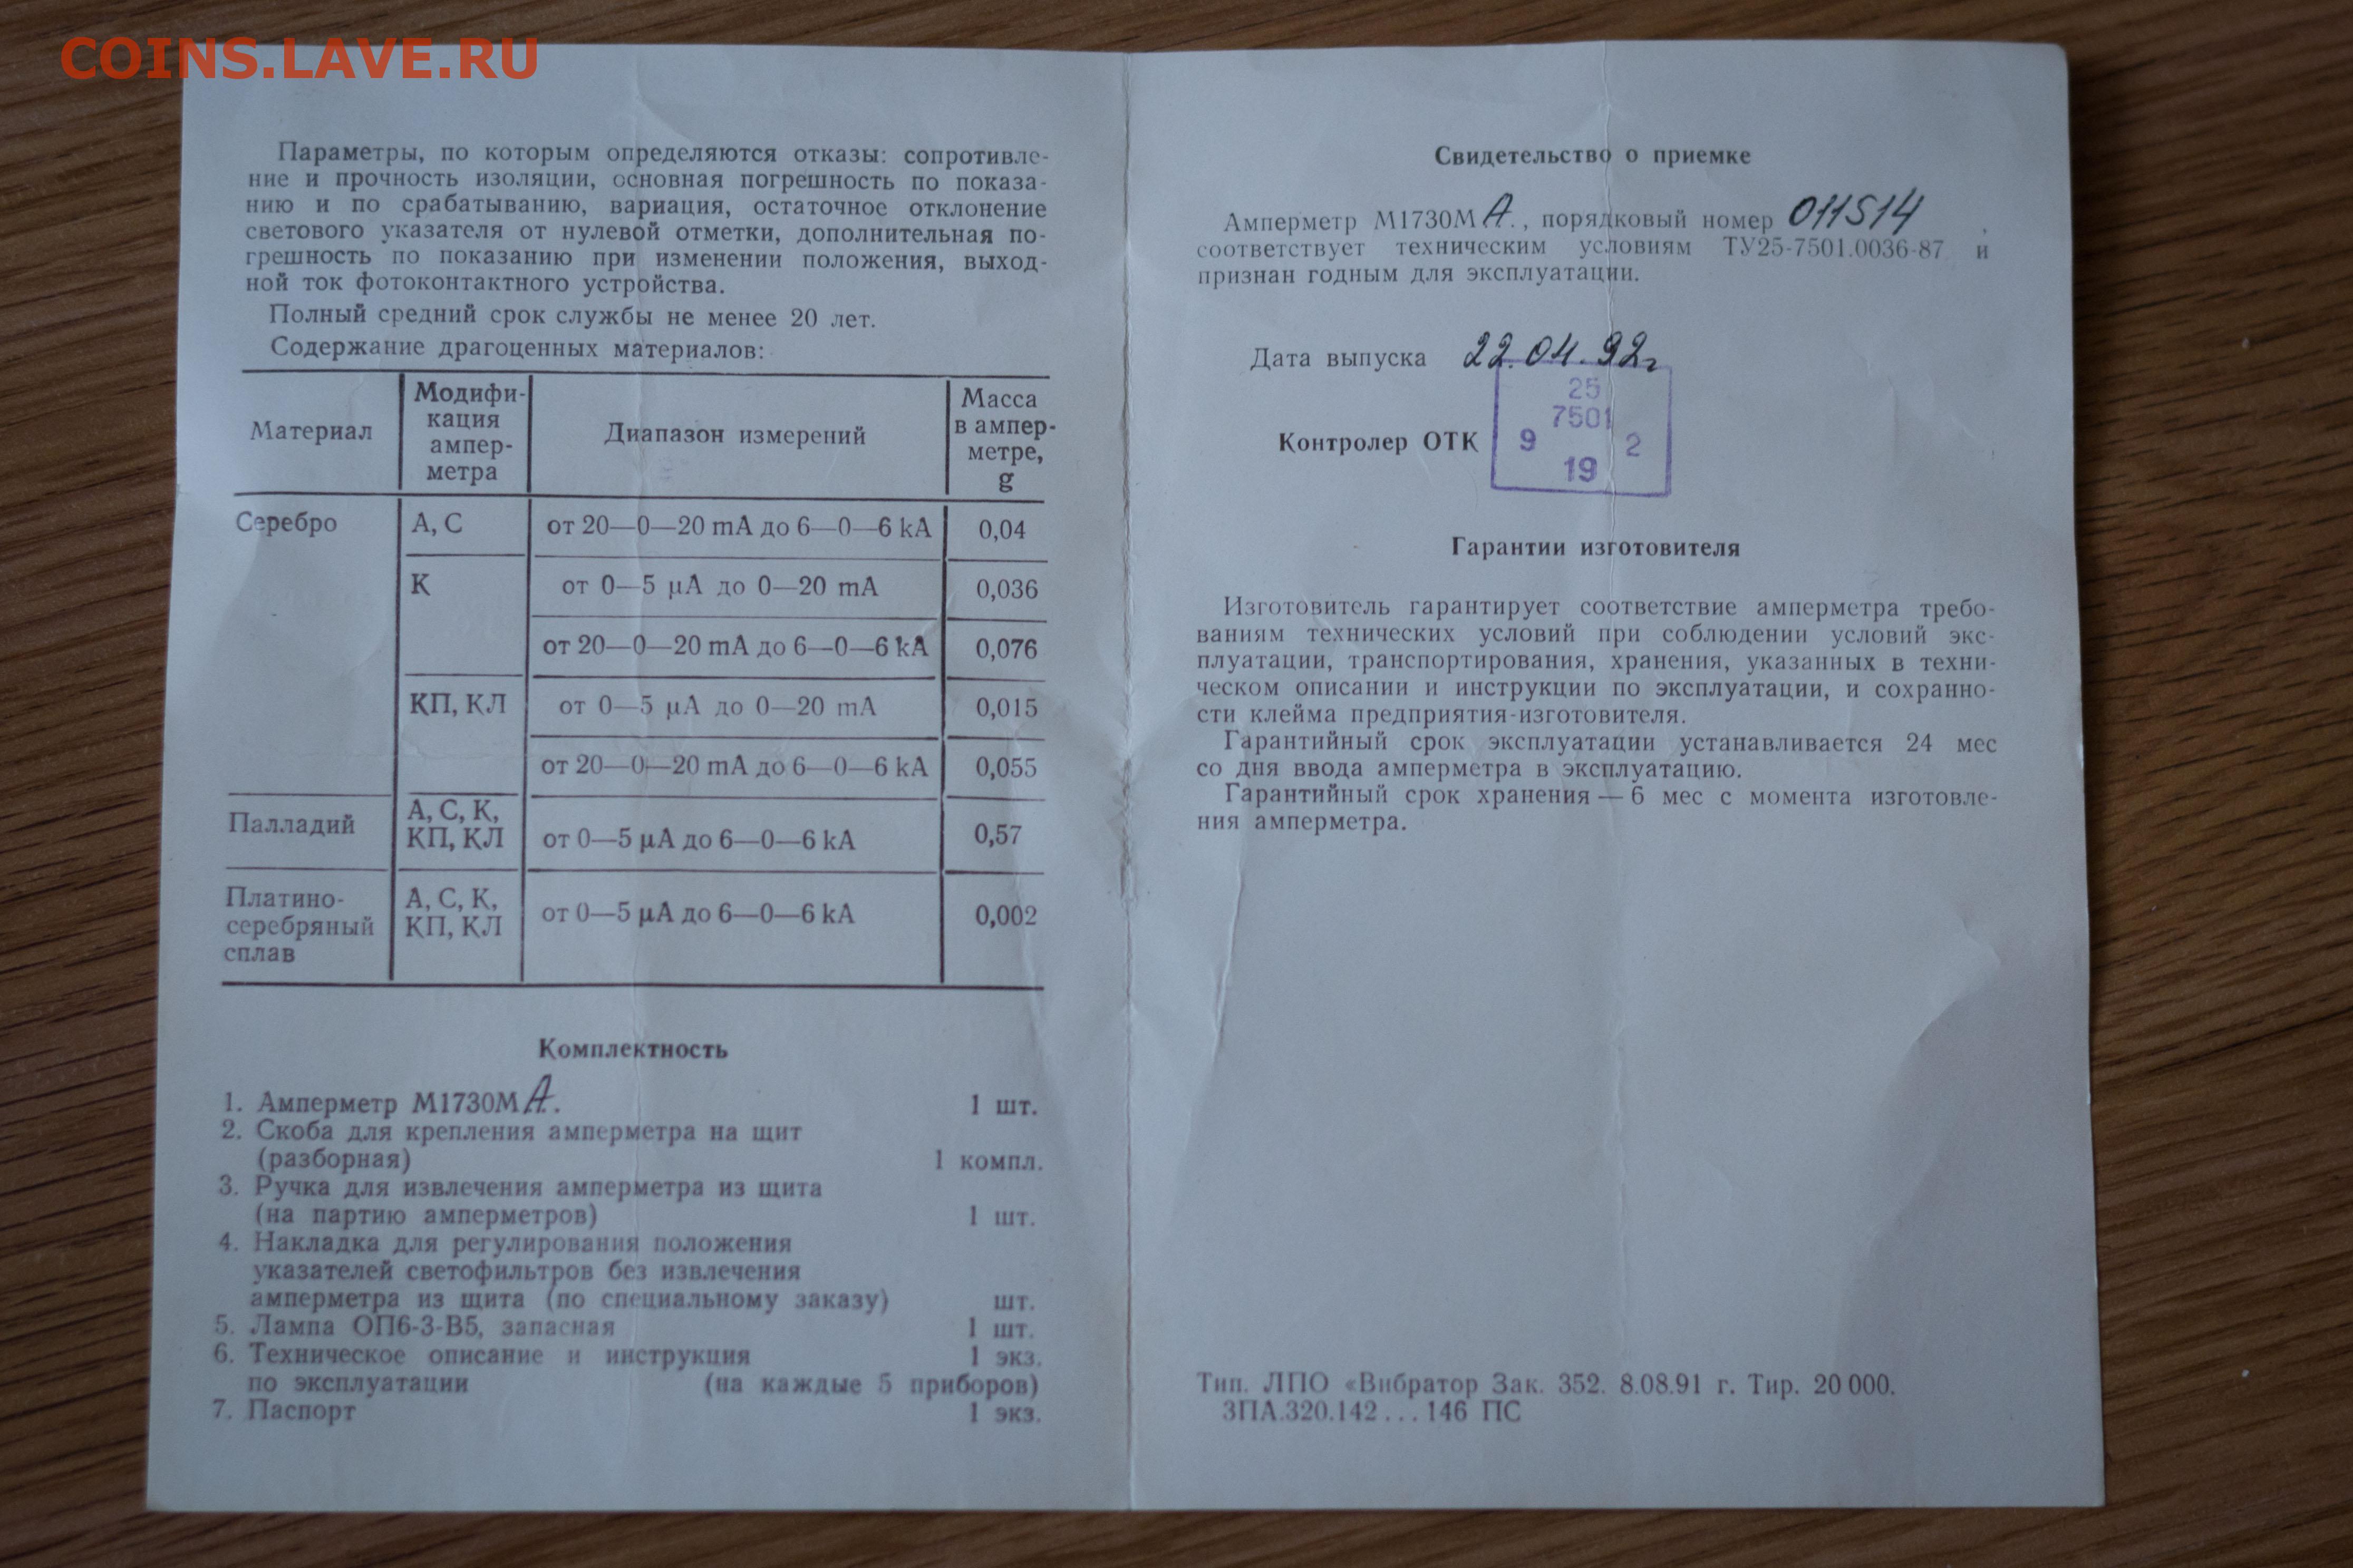 COINS.LAVE.RU
Параметры, по которым определяются отказы: сопротивле-
ние и прочность изоляции, основная погрешность по показа-
нию и по срабатыванию, вариация, остаточное отклонение
светового указателя от нулевой отметки, дополнительная по-
грешность по показанию при изменении положения, выход-
ной ток фотоконтактного устройства.
Полный средний срок службы не менее 20 лет.
Содержание драгоценных материалов:
Материал
Модифи-
кация
ампер-
метра
Диапазон измерений
Масса
в ампер-
метре,
g
Серебро А, С от 20—0—20 mA до 6—0—6 kA 0,04
К от 0—5 μA до 0—20 mA 0,036
от 20—0—20 mA до 6—0—6 kA 0,076
КП, КЛ от 0—5 μA до 0—20 mA 0,015
от 20—0—20 mA до 6—0—6 kA 0,055
Палладий
А, С, К,
КП, КЛ
от 0—5 μA до 6—0—6 kA 0,57
Платино-
серебряный
сплав
А, С, К,
КП, КЛ
от 0—5 μA до 6—0—6 kA 0,002
Комплектность
1. Амперметр М1730М А. 1 шт.
2. Скоба для крепления амперметра на щит
(разборная) 1 компл.
3. Ручка для извлечения амперметра из щита
(на партию амперметров) 1 шт.
4. Накладка для регулирования положения
указателей светофильтров без извлечения
амперметра из щита (по специальному заказу) шт.
5. Лампа ОП6-3-В5, запасная 1 шт.
6. Техническое описание и инструкция 1 экз.
по эксплуатации (на каждые 5 приборов)
7. Паспорт 1 экз.
Свидетельство о приемке
Амперметр М1730М А., порядковый номер 011514
соответствует техническим условиям ТУ25-7501.0036-87 и
признан годным для эксплуатации.
Дата выпуска 22.04.92г
Контролер ОТК
25
7501
9 2
19
Гарантии изготовителя
Изготовитель гарантирует соответствие амперметра требо-
ваниям технических условий при соблюдении условий экс-
плуатации, транспортирования, хранения, указанных в техни-
ческом описании и инструкции по эксплуатации, и сохранно-
сти клейма предприятия-изготовителя.
Гарантийный срок эксплуатации устанавливается 24 мес
со дня ввода амперметра в эксплуатацию.
Гарантийный срок хранения — 6 мес с момента изготовле-
ния амперметра.
Тип. ЛПО «Вибратор Зак. 352. 8.08.91 г. Тир. 20 000.
3ПА.320.142 . . . 146 ПС